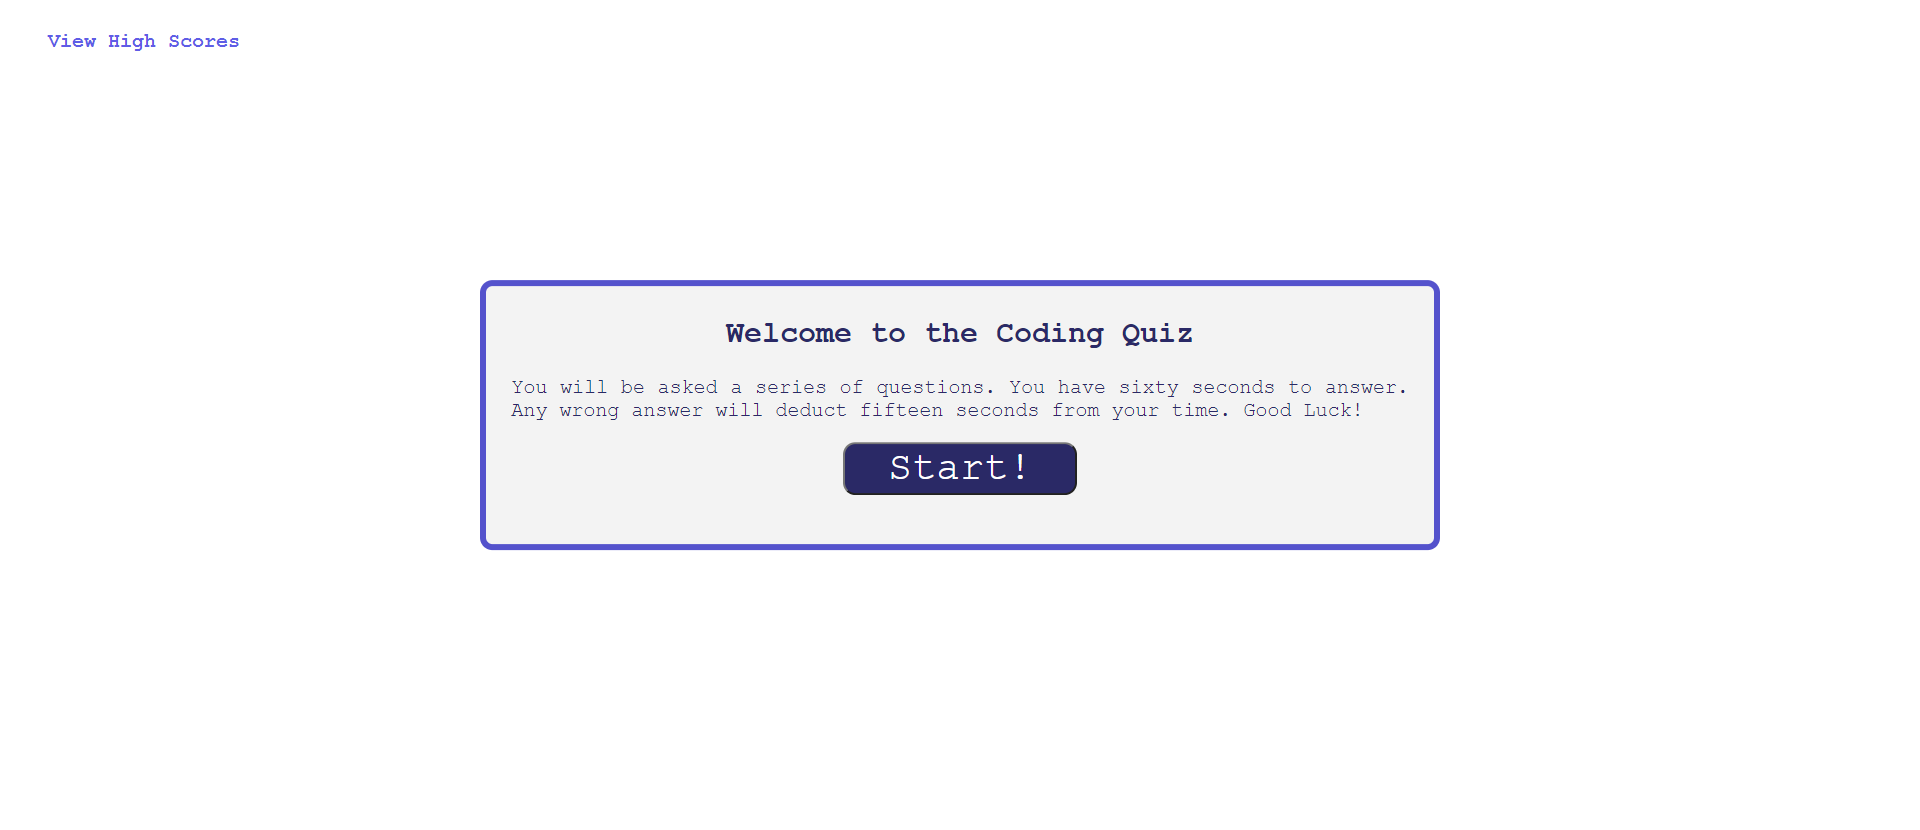 View High Scores
Welcome to the Coding Quiz
You will be asked a series of questions. You have sixty seconds to answer.
Any wrong answer will deduct fifteen seconds from your time. Good Luck!
Start!